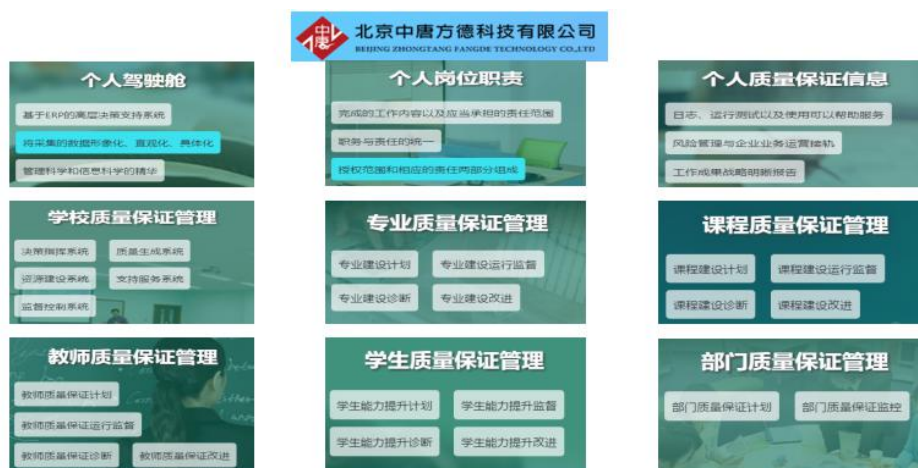 中唐
北京中唐方德科技有限公司
BEIJING ZHONGTANG FANGDE TECHNOLOGY CO.,LTD
个人驾驶舱
基于ERP的高层决策支持系统
将采集的数据形象化、直观化、具体化
管理科学和信息科学的精华
个人岗位职责
完成的工作内容以及应当承担的责任范围
职务与责任的统一
授权范围和相应的责任两部分组成
个人质量保证信息
日志、运行测试以及使用可以帮助服务
风险管理与企业业务运营接轨
工作成果战略明晰报告
学校质量保证管理
决策指挥系统 质量生成系统
资源建设系统 支持服务系统
监督控制系统
专业质量保证管理
专业建设计划 专业建设运行监督
专业建设诊断 专业建设改进
课程质量保证管理
课程建设计划 课程建设运行监督
课程建设诊断 课程建设改进
教师质量保证管理
教师质量保证计划
教师质量保证运行监督
教师质量保证诊断 教师质量保证改进
学生质量保证管理
学生能力提升计划 学生能力提升监督
学生能力提升诊断 学生能力提升改进
部门质量保证管理
部门质量保证计划 部门质量保证监控